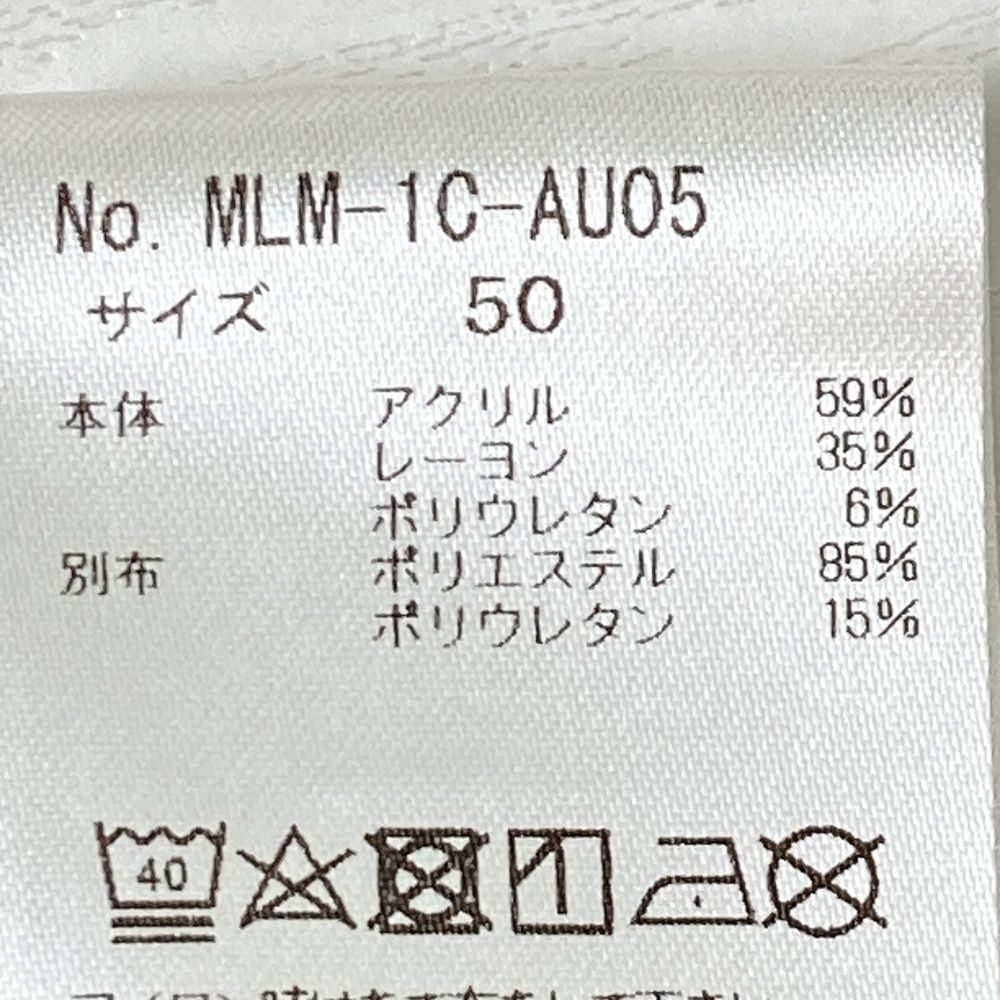 No. MLM-1C-AU05
サイズ 50
本体 アクリル 59%
レーヨン 35%
ポリウレタン 6%
別布 ポリエステル 85%
ポリウレタン 15%
40